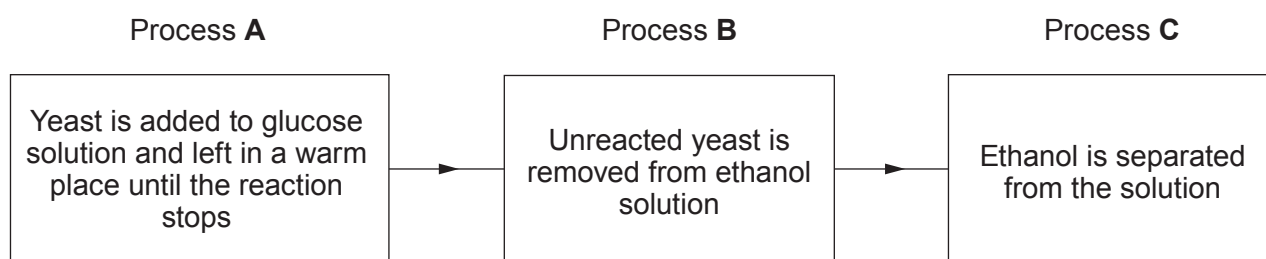 Process A
Process B
Process C
Yeast is added to glucose
solution and left in a warm
place until the reaction
stops
Unreacted yeast is
removed from ethanol
solution
Ethanol is separated
from the solution